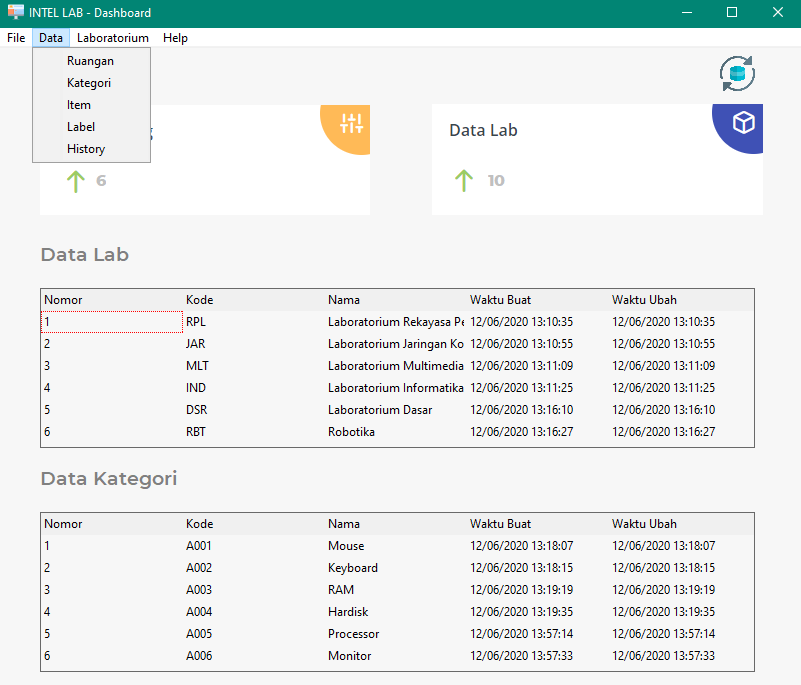 INTEL LAB - Dashboard
File Data Laboratorium Help
Ruangan
Kategori
Item
Label
History
6
Data Lab
10
Data Lab
Nomor Kode Nama Waktu Buat Waktu Ubah
1 RPL Laboratorium Rekayasa Pe 12/06/2020 13:10:35 12/06/2020 13:10:35
2 JAR Laboratorium Jaringan Ko 12/06/2020 13:10:55 12/06/2020 13:10:55
3 MLT Laboratorium Multimedia 12/06/2020 13:11:09 12/06/2020 13:11:09
4 IND Laboratorium Informatika 12/06/2020 13:11:25 12/06/2020 13:11:25
5 DSR Laboratorium Dasar 12/06/2020 13:16:10 12/06/2020 13:16:10
6 RBT Robotika 12/06/2020 13:16:27 12/06/2020 13:16:27
Data Kategori
Nomor Kode Nama Waktu Buat Waktu Ubah
1 A001 Mouse 12/06/2020 13:18:07 12/06/2020 13:18:07
2 A002 Keyboard 12/06/2020 13:18:15 12/06/2020 13:18:15
3 A003 RAM 12/06/2020 13:19:19 12/06/2020 13:19:19
4 A004 Hardisk 12/06/2020 13:19:35 12/06/2020 13:19:35
5 A005 Processor 12/06/2020 13:57:14 12/06/2020 13:57:14
6 A006 Monitor 12/06/2020 13:57:33 12/06/2020 13:57:33